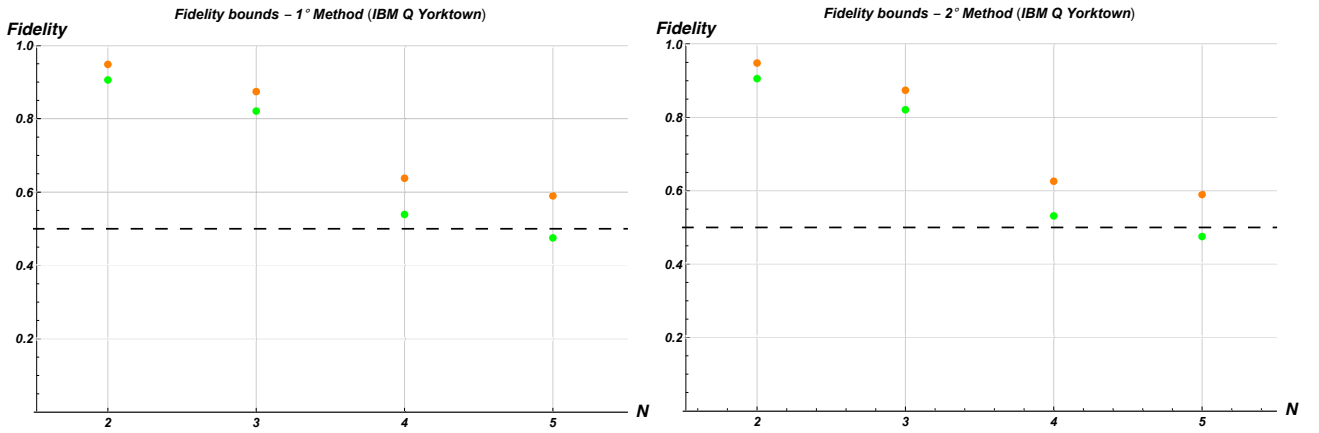 Fidelity bounds – 1° Method (IBM Q Yorktown)
Fidelity
1.0
0.8
0.6
0.4
0.2
2 3 4 5
N
Fidelity bounds – 2° Method (IBM Q Yorktown)
Fidelity
1.0
0.8
0.6
0.4
0.2
2 3 4 5
N